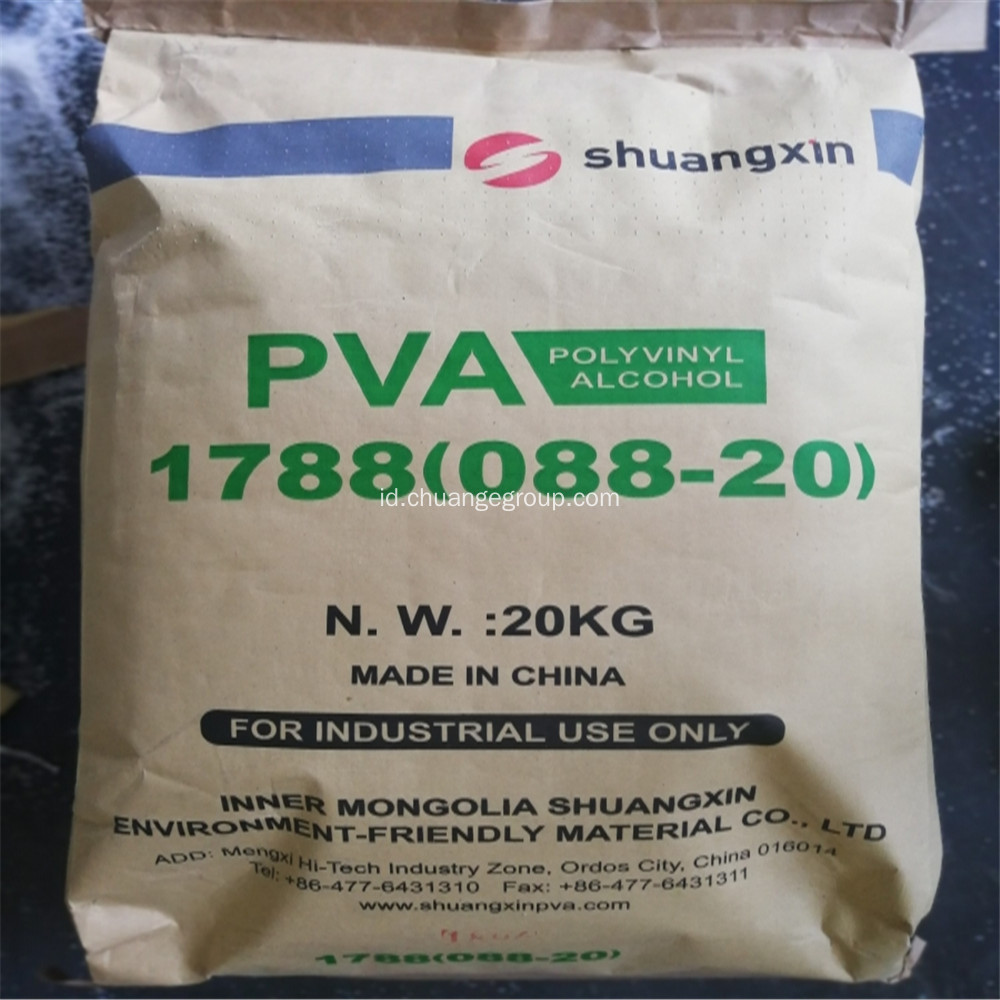 shuangxin
PVA POLYVINYL
ALCOHOL
1788(088-20)
id.chuangegroup.com
N. W. :20KG
MADE IN CHINA
FOR INDUSTRIAL USE ONLY
INNER MONGOLIA SHUANGXIN
ENVIRONMENT-FRIENDLY MATERIAL CO., LTD
ADD: Mengxi Hi-Tech Industry Zone, Ordos City, China 016014
Tel: +86-477-6431310 Fax: +86-477-6431311
www.shuangxinpva.com
1788(088-20)